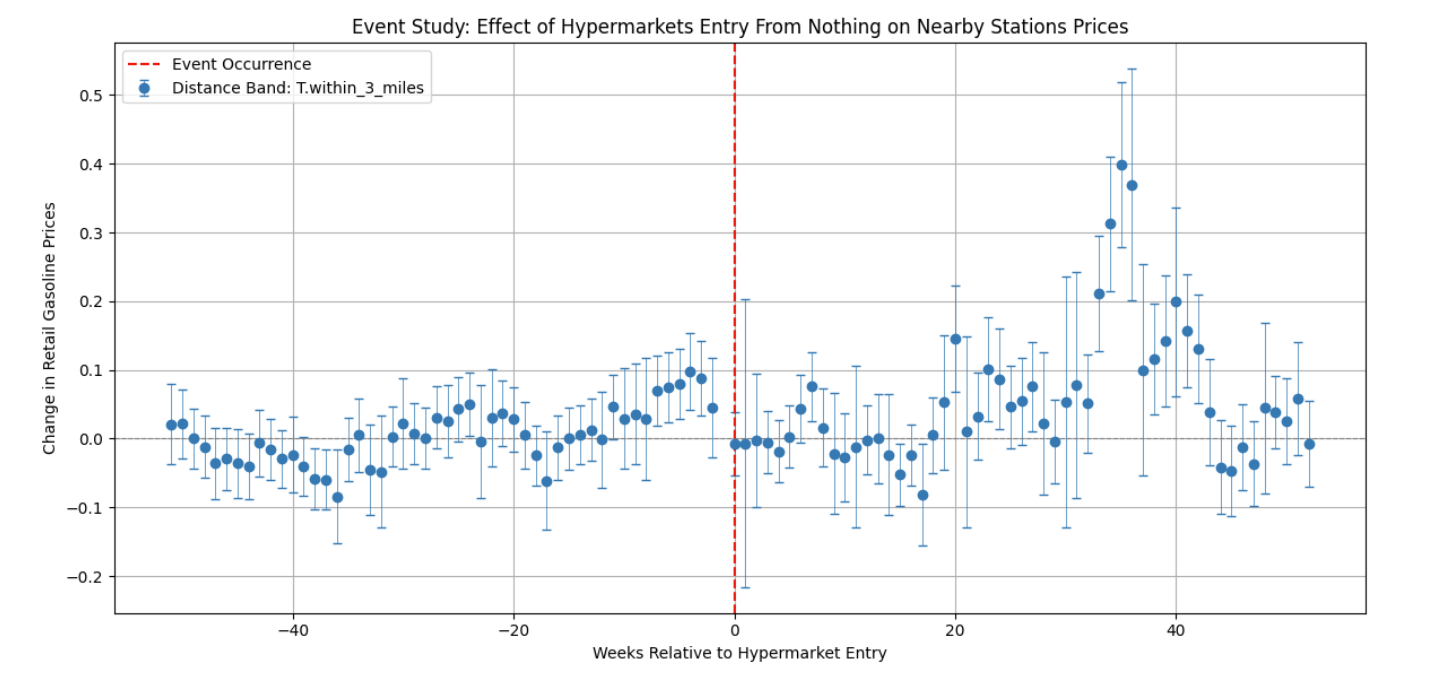 Event Study: Effect of Hypermarkets Entry From Nothing on Nearby Stations Prices
Event Occurrence
Distance Band: T.within_3_miles
Change in Retail Gasoline Prices
0.5
0.4
0.3
0.2
0.1
0.0
−0.1
−0.2
−40
−20
0
20
40
Weeks Relative to Hypermarket Entry